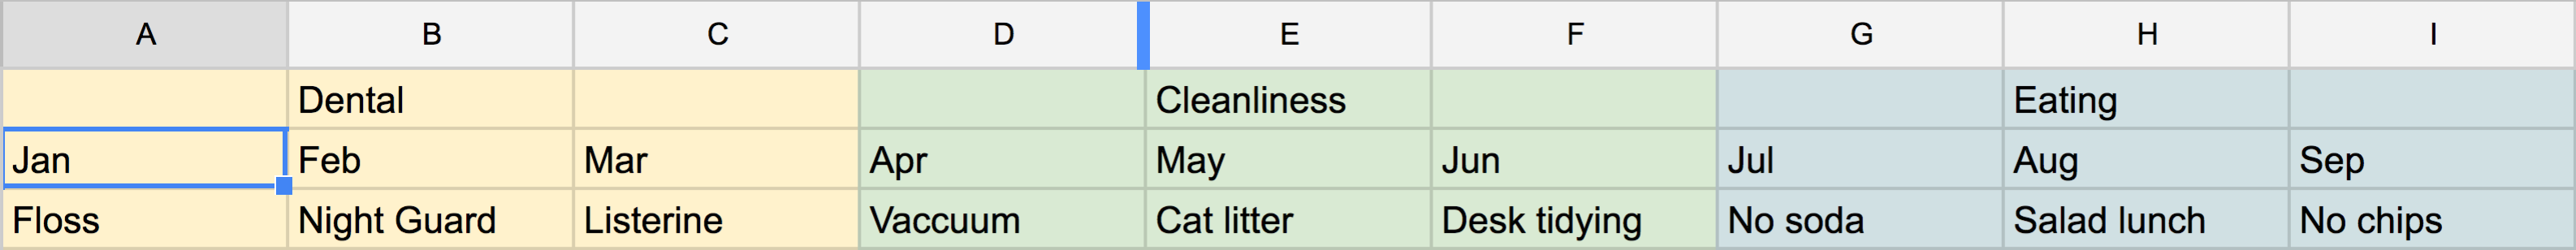 A B C D E F G H I
Dental Cleanliness Eating
Jan Feb Mar Apr May Jun Jul Aug Sep
Floss Night Guard Listerine Vaccuum Cat litter Desk tidying No soda Salad lunch No chips